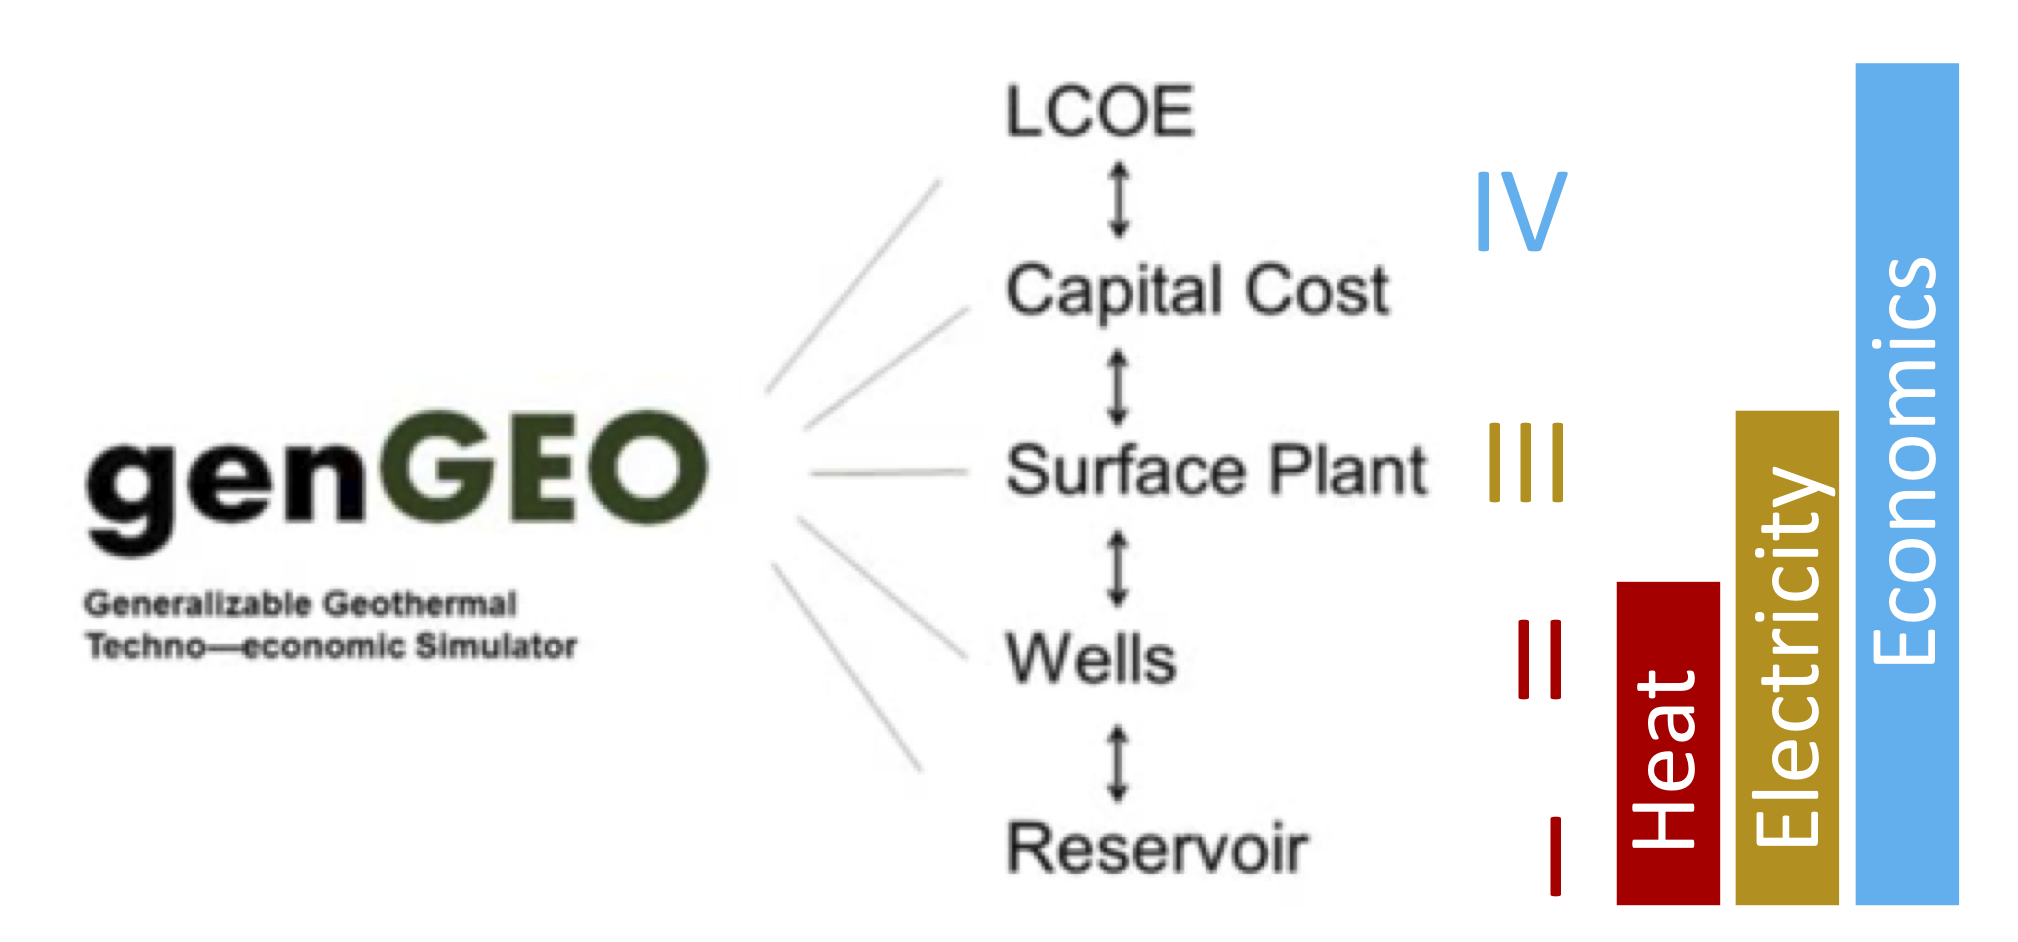 genGEO
Generalizable Geothermal
Techno—economic Simulator
LCOE
Capital Cost
Surface Plant
Wells
Reservoir
IV
III
II
I
Heat
Electricity
Economics